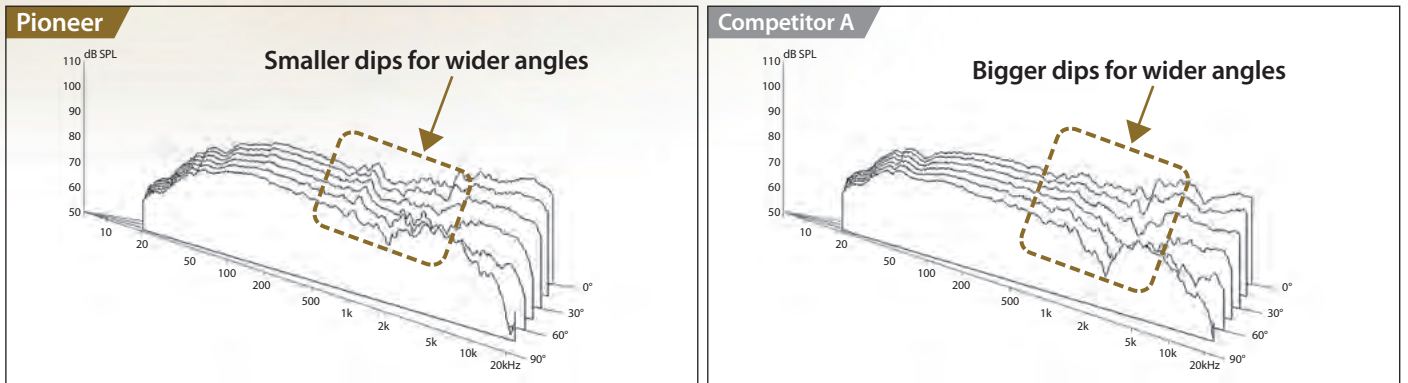 Pioneer
Smaller dips for wider angles
dB SPL
110
100
90
80
70
60
50
10
20
50
100
200
500
1k
2k
5k
10k
20kHz
0°
30°
60°
90°
Competitor A
Bigger dips for wider angles
dB SPL
110
100
90
80
70
60
50
10
20
50
100
200
500
1k
2k
5k
10k
20kHz
0°
30°
60°
90°